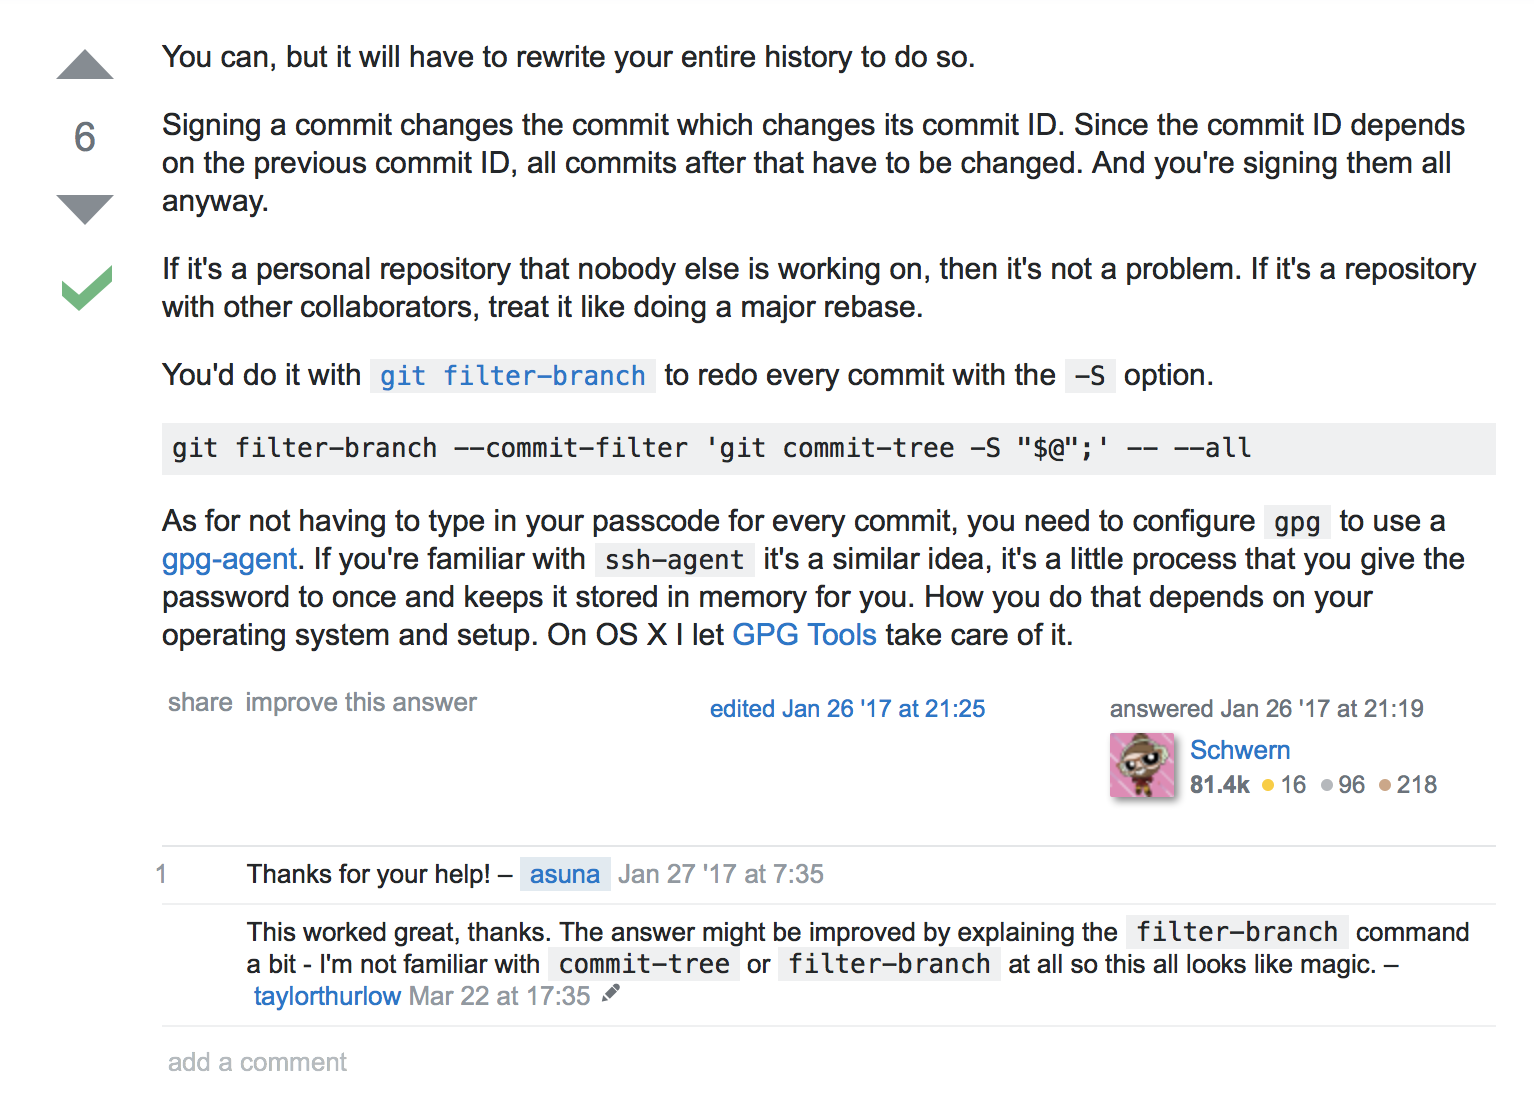 You can, but it will have to rewrite your entire history to do so.
6
Signing a commit changes the commit which changes its commit ID. Since the commit ID depends
on the previous commit ID, all commits after that have to be changed. And you're signing them all
anyway.
If it's a personal repository that nobody else is working on, then it's not a problem. If it's a repository
with other collaborators, treat it like doing a major rebase.
You'd do it with git filter-branch to redo every commit with the -S option.
git filter-branch --commit-filter 'git commit-tree -S "$@";' -- --all
As for not having to type in your passcode for every commit, you need to configure gpg to use a
gpg-agent. If you're familiar with ssh-agent it's a similar idea, it's a little process that you give the
password to once and keeps it stored in memory for you. How you do that depends on your
operating system and setup. On OS X I let GPG Tools take care of it.
share improve this answer
edited Jan 26 '17 at 21:25
answered Jan 26 '17 at 21:19
Schwern
81.4k 16 96 218
1 Thanks for your help! – asuna Jan 27 '17 at 7:35
This worked great, thanks. The answer might be improved by explaining the filter-branch command
a bit - I'm not familiar with commit-tree or filter-branch at all so this all looks like magic. –
taylorthurlow Mar 22 at 17:35
add a comment